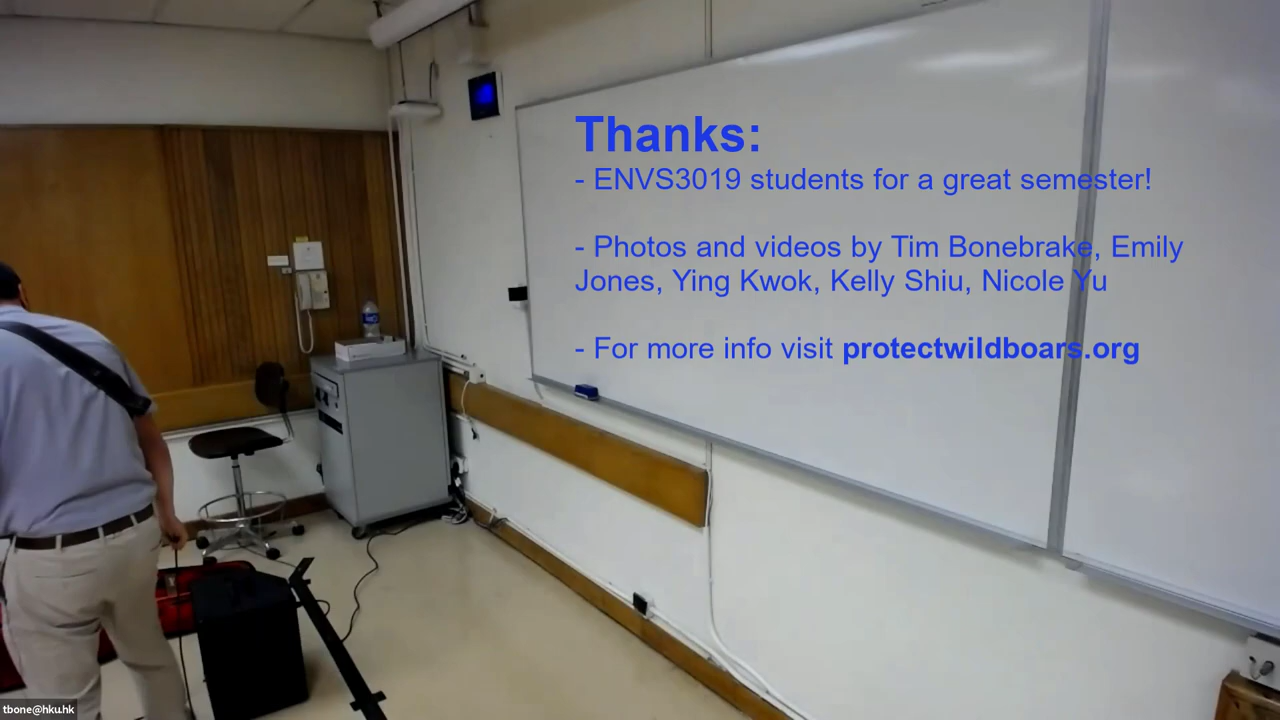 Thanks:
- ENVS3019 students for a great semester!
- Photos and videos by Tim Bonebrake, Emily
Jones, Ying Kwok, Kelly Shiu, Nicole Yu
- For more info visit protectwildboars.org
tbone@hku.hk